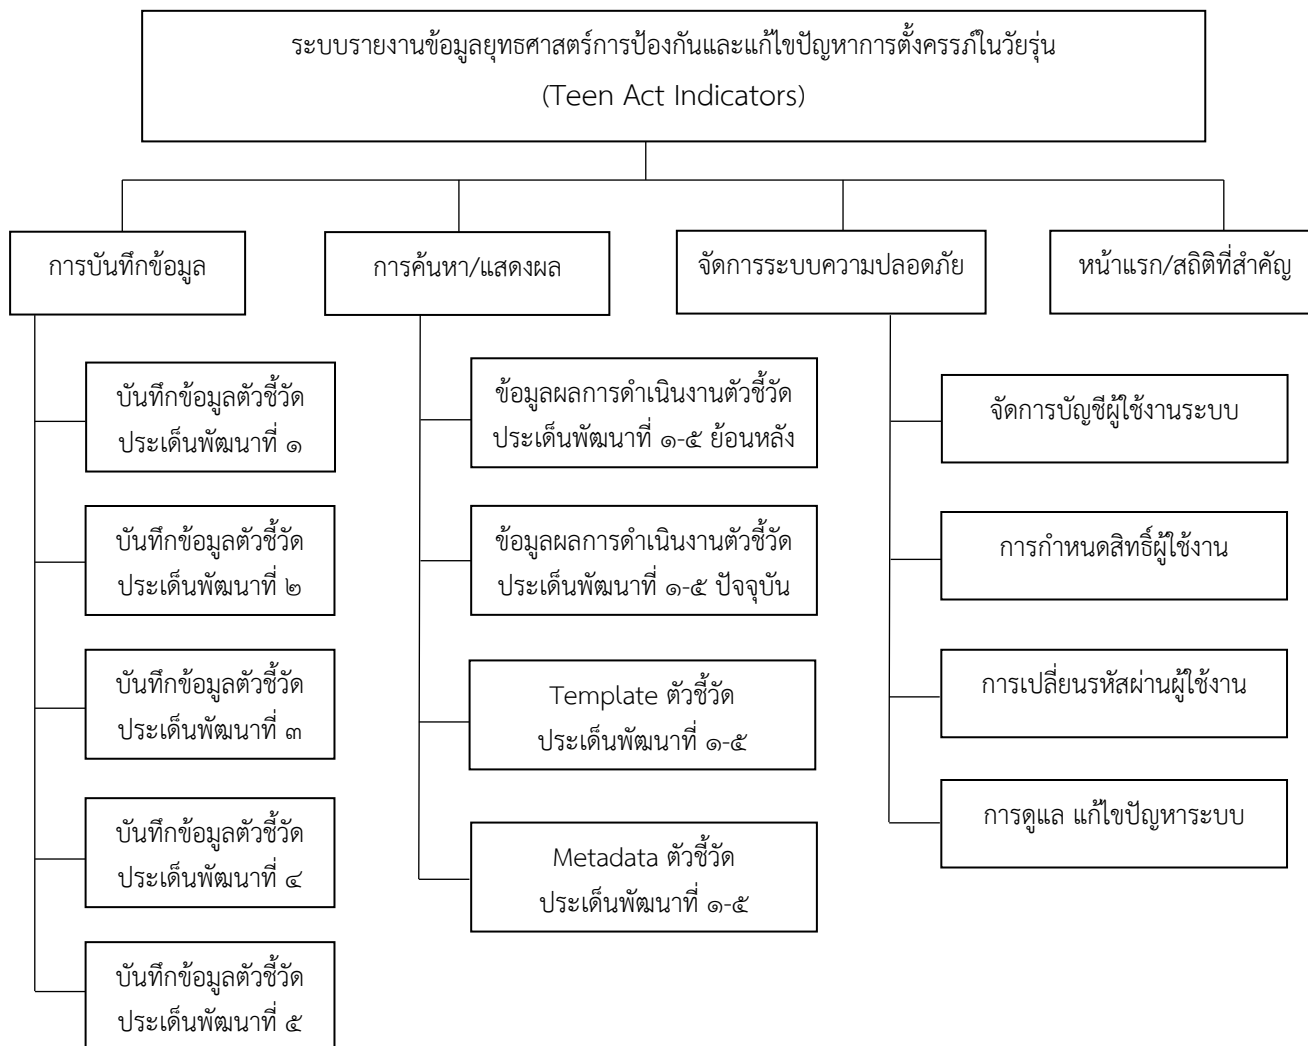 ระบบรายงานข้อมูลยุทธศาสตร์การป้องกันและแก้ไขปัญหาการตั้งครรภ์ในวัยรุ่น
(Teen Act Indicators)
การบันทึกข้อมูล
บันทึกข้อมูลตัวชี้วัด
ประเด็นพัฒนาที่ ๑
บันทึกข้อมูลตัวชี้วัด
ประเด็นพัฒนาที่ ๒
บันทึกข้อมูลตัวชี้วัด
ประเด็นพัฒนาที่ ๓
บันทึกข้อมูลตัวชี้วัด
ประเด็นพัฒนาที่ ๔
บันทึกข้อมูลตัวชี้วัด
ประเด็นพัฒนาที่ ๕
การค้นหา/แสดงผล
ข้อมูลผลการดำเนินงานตัวชี้วัด
ประเด็นพัฒนาที่ ๑-๕ ย้อนหลัง
ข้อมูลผลการดำเนินงานตัวชี้วัด
ประเด็นพัฒนาที่ ๑-๕ ปัจจุบัน
Template ตัวชี้วัด
ประเด็นพัฒนาที่ ๑-๕
Metadata ตัวชี้วัด
ประเด็นพัฒนาที่ ๑-๕
จัดการระบบความปลอดภัย
จัดการบัญชีผู้ใช้งานระบบ
การกำหนดสิทธิ์ผู้ใช้งาน
การเปลี่ยนรหัสผ่านผู้ใช้งาน
การดูแล แก้ไขปัญหาระบบ
หน้าแรก/สถิติที่สำคัญ